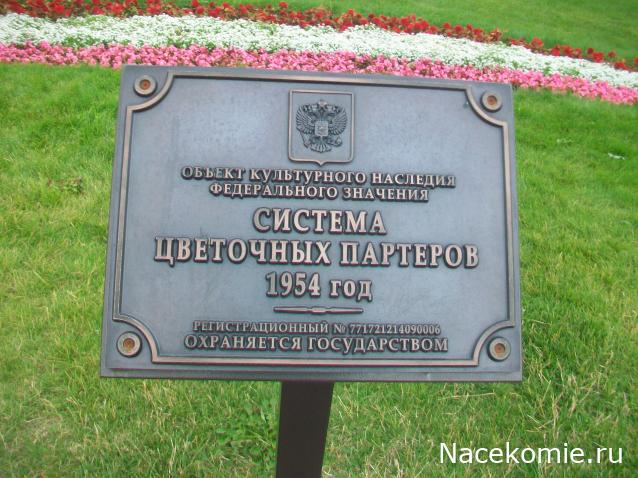 ОБЪЕКТ КУЛЬТУРНОГО НАСЛЕДИЯ
ФЕДЕРАЛЬНОГО ЗНАЧЕНИЯ
СИСТЕМА
ЦВЕТОЧНЫХ ПАРТЕРОВ
1954 год
РЕГИСТРАЦИОННЫЙ № 771721214090006
ОХРАНЯЕТСЯ ГОСУДАРСТВОМ
Nacekomie.ru